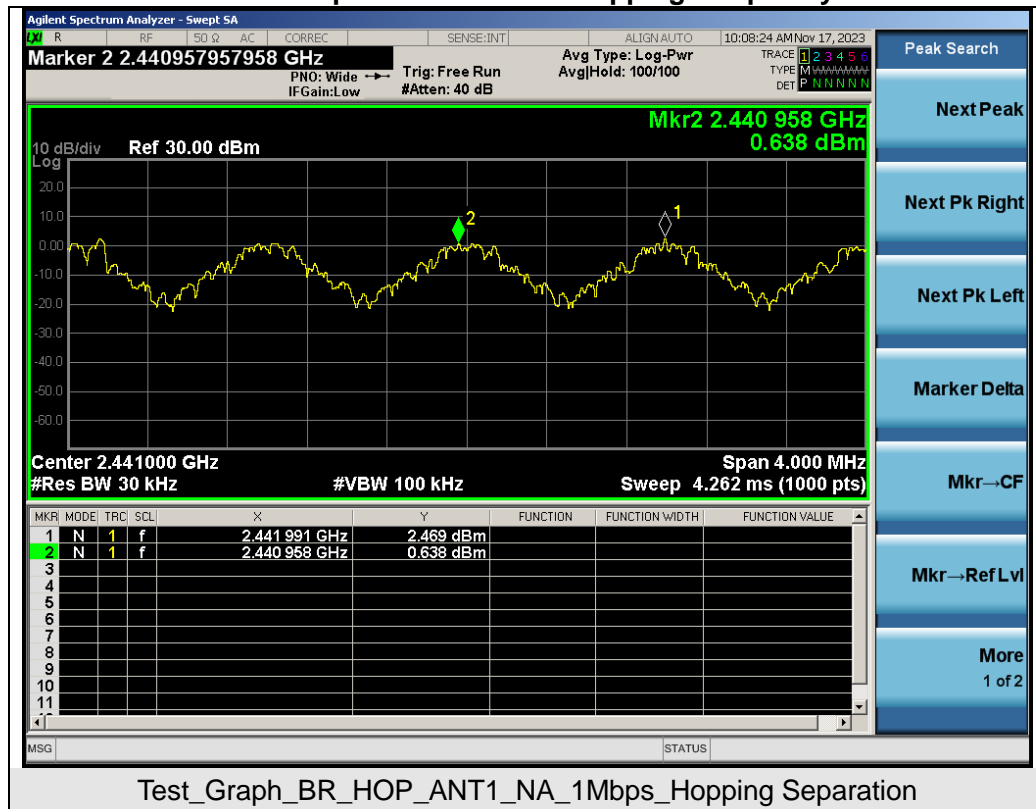 Agilent Spectrum Analyzer - Swept SA
LXI R RF 50 Ω AC CORREC SENSE:INT ALIGN AUTO 10:08:24 AM Nov 17, 2023
Marker 2 2.440957957958 GHz
PNO: Wide
IFGain:Low
Trig: Free Run
#Atten: 40 dB
Avg Type: Log-Pwr
Avg|Hold: 100/100
TRACE 1 2 3 4 5 6
TYPE M W W W W W
DET P N N N N N
Mkr2 2.440 958 GHz
0.638 dBm
10 dB/div Ref 30.00 dBm
Log
20.0
10.0
0.00
-10.0
-20.0
-30.0
-40.0
-50.0
-60.0
2
1
Center 2.441000 GHz Span 4.000 MHz
#Res BW 30 kHz #VBW 100 kHz Sweep 4.262 ms (1000 pts)
MKR MODE TRC SCL X Y FUNCTION FUNCTION WIDTH FUNCTION VALUE
1 N 1 f 2.441 991 GHz 2.469 dBm
2 N 1 f 2.440 958 GHz 0.638 dBm
3
4
5
6
7
8
9
10
11
MSG STATUS
Peak Search
Next Peak
Next Pk Right
Next Pk Left
Marker Delta
Mkr→CF
Mkr→Ref Lvl
More
1 of 2
Test_Graph_BR_HOP_ANT1_NA_1Mbps_Hopping Separation